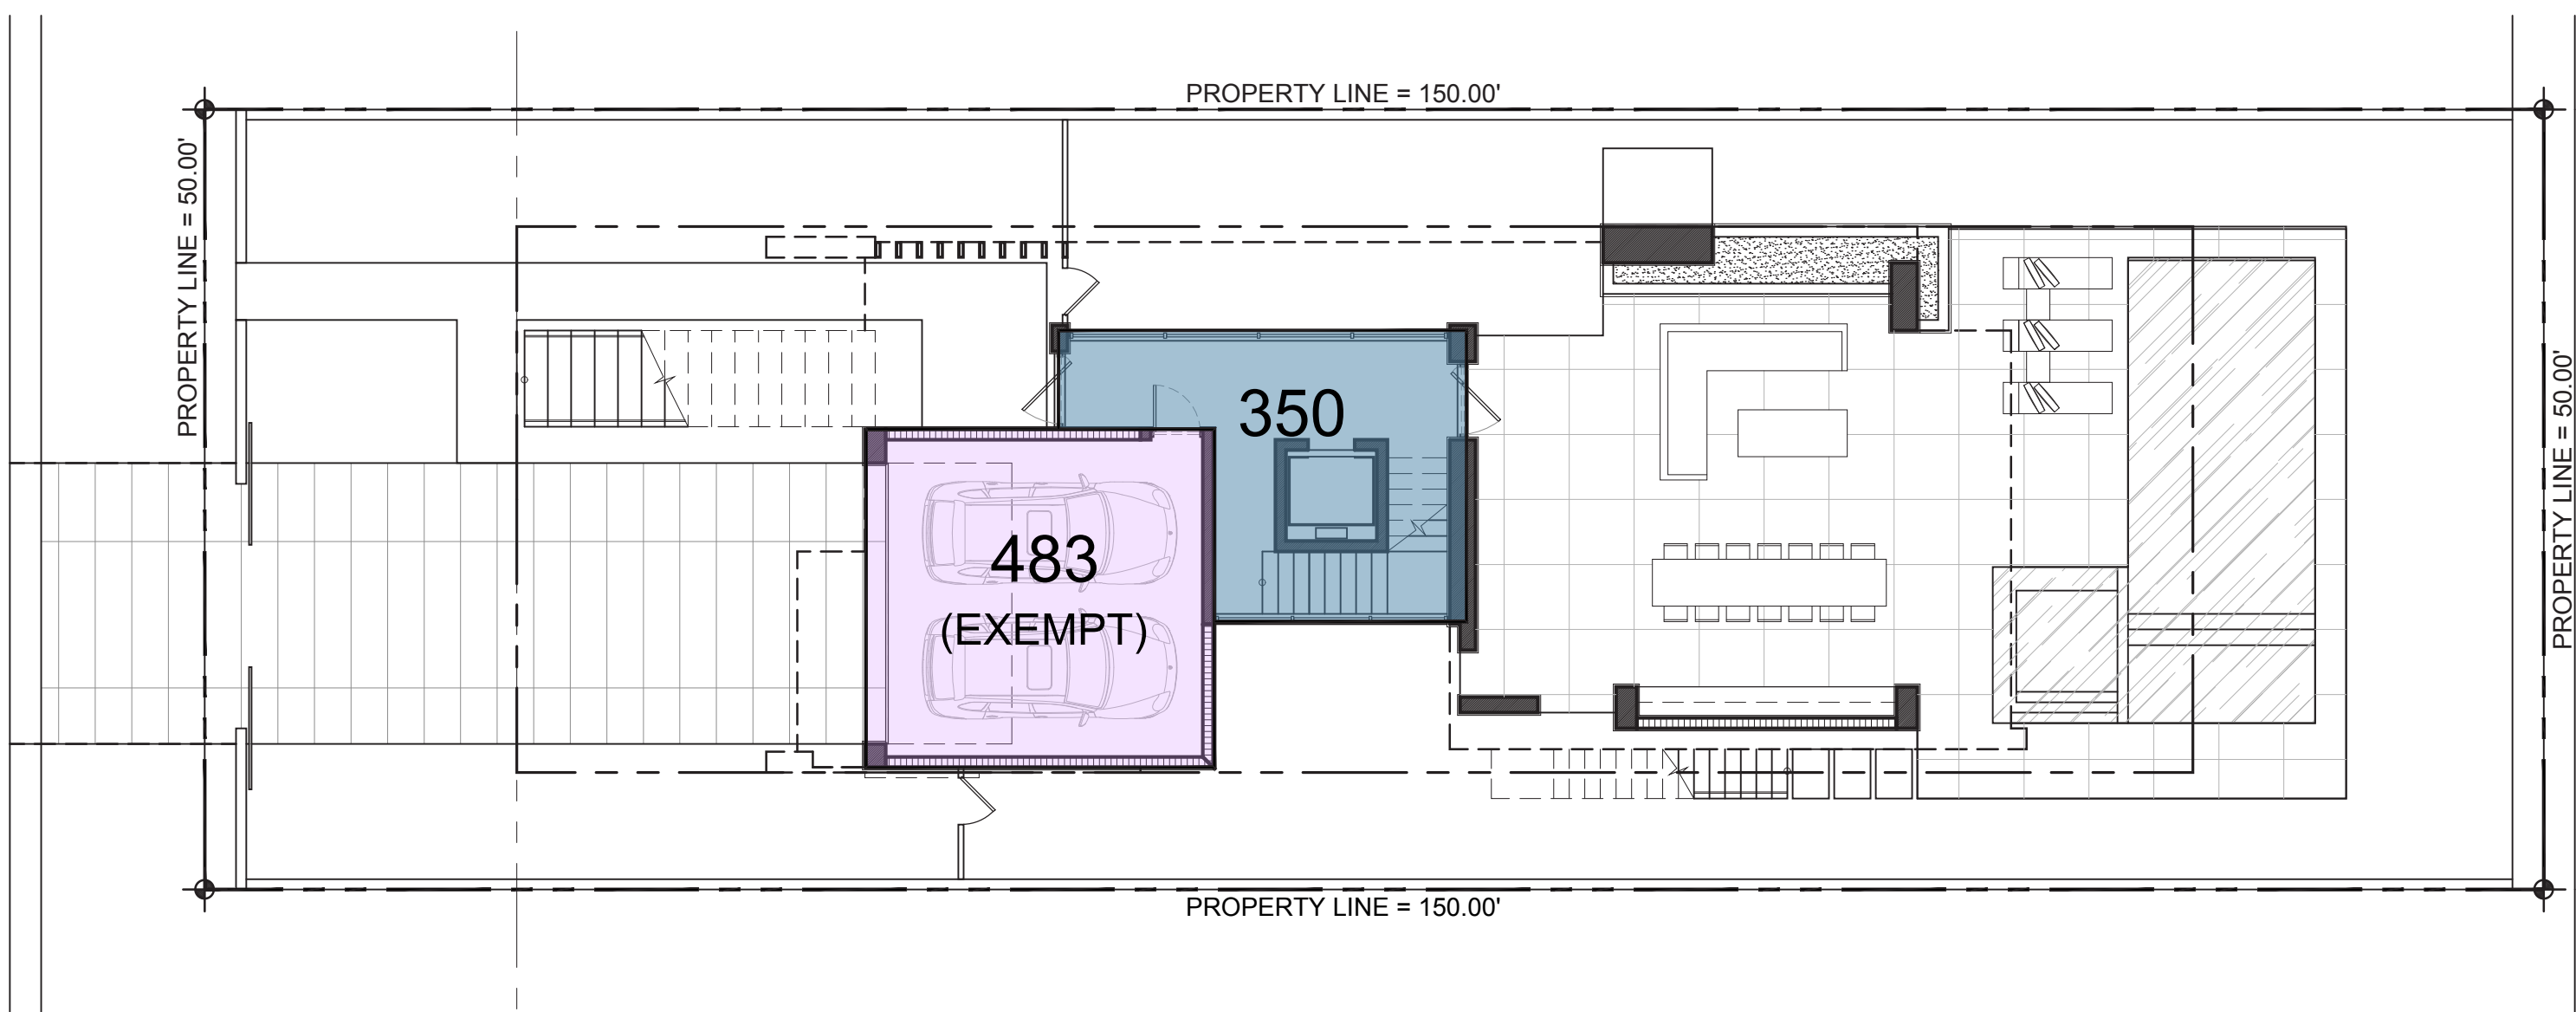 PROPERTY LINE = 150.00'
PROPERTY LINE = 50.00'
350
483
(EXEMPT)
PROPERTY LINE = 50.00'
PROPERTY LINE = 150.00'